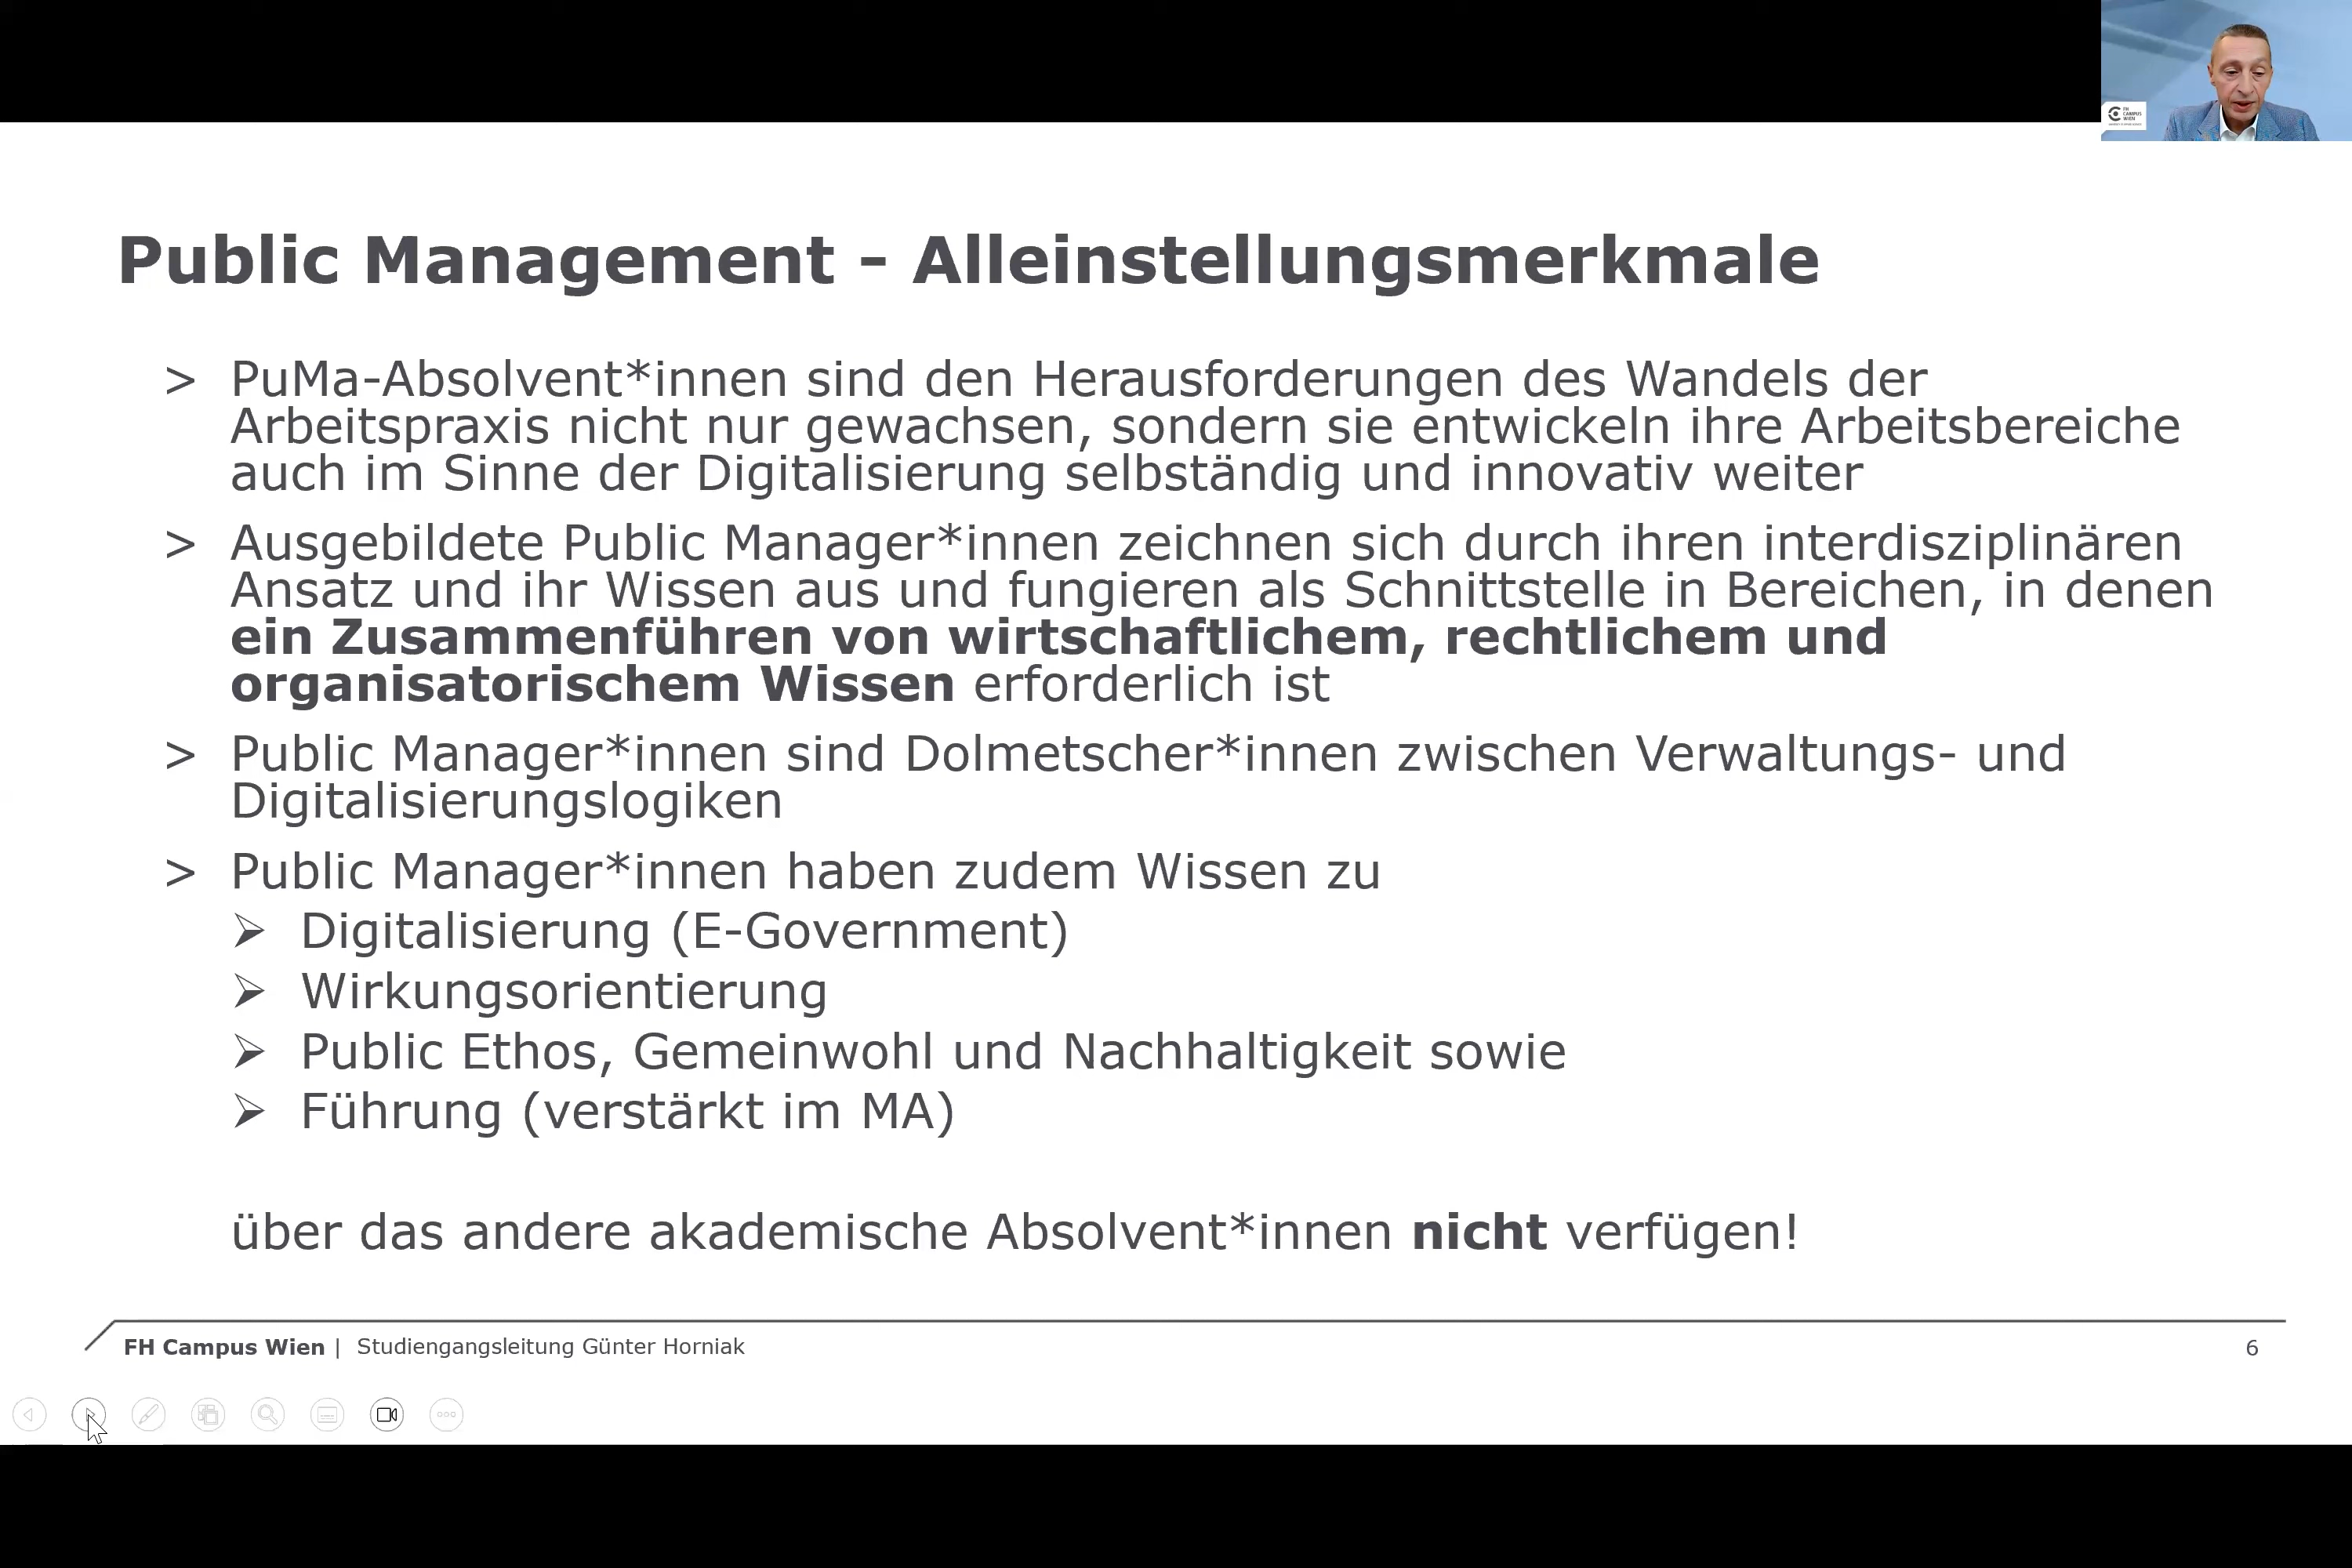 FH
CAMPUS
WIEN
Public Management - Alleinstellungsmerkmale
> PuMa-Absolvent*innen sind den Herausforderungen des Wandels der
Arbeitspraxis nicht nur gewachsen, sondern sie entwickeln ihre Arbeitsbereiche
auch im Sinne der Digitalisierung selbständig und innovativ weiter
> Ausgebildete Public Manager*innen zeichnen sich durch ihren interdisziplinären
Ansatz und ihr Wissen aus und fungieren als Schnittstelle in Bereichen, in denen
ein Zusammenführen von wirtschaftlichem, rechtlichem und
organisatorischem Wissen erforderlich ist
> Public Manager*innen sind Dolmetscher*innen zwischen Verwaltungs- und
Digitalisierungslogiken
> Public Manager*innen haben zudem Wissen zu
➢ Digitalisierung (E-Government)
➢ Wirkungsorientierung
➢ Public Ethos, Gemeinwohl und Nachhaltigkeit sowie
➢ Führung (verstärkt im MA)
über das andere akademische Absolvent*innen nicht verfügen!
FH Campus Wien | Studiengangsleitung Günter Horniak
6